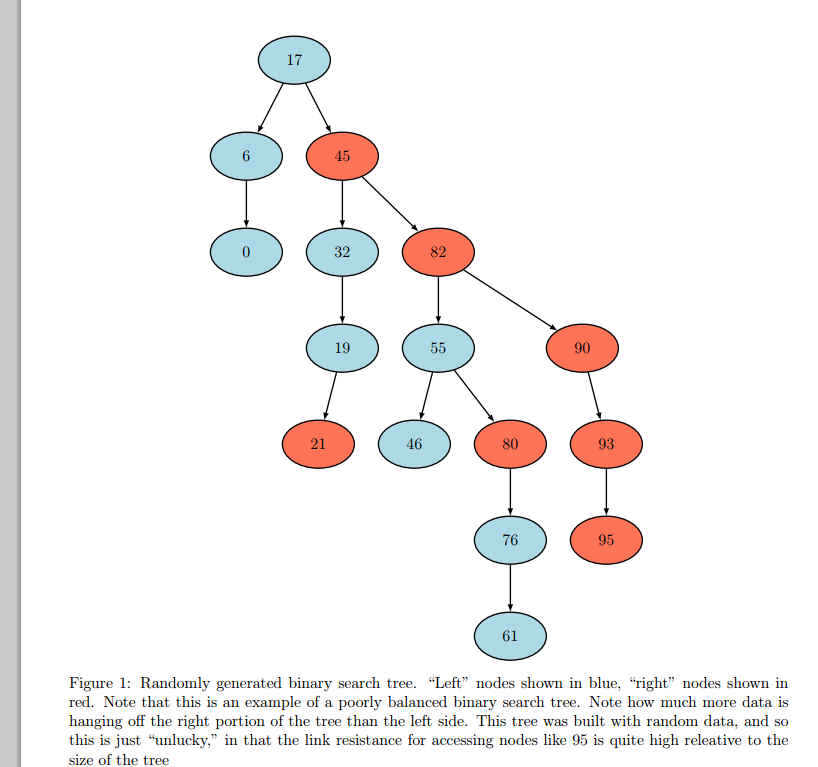 17
6 45
0 32 82
19 55 90
21 46 80 93
76 95
61
Figure 1: Randomly generated binary search tree. “Left” nodes shown in blue, “right” nodes shown in
red. Note that this is an example of a poorly balanced binary search tree. Note how much more data is
hanging off the right portion of the tree than the left side. This tree was built with random data, and so
this is just “unlucky,” in that the link resistance for accessing nodes like 95 is quite high releative to the
size of the tree